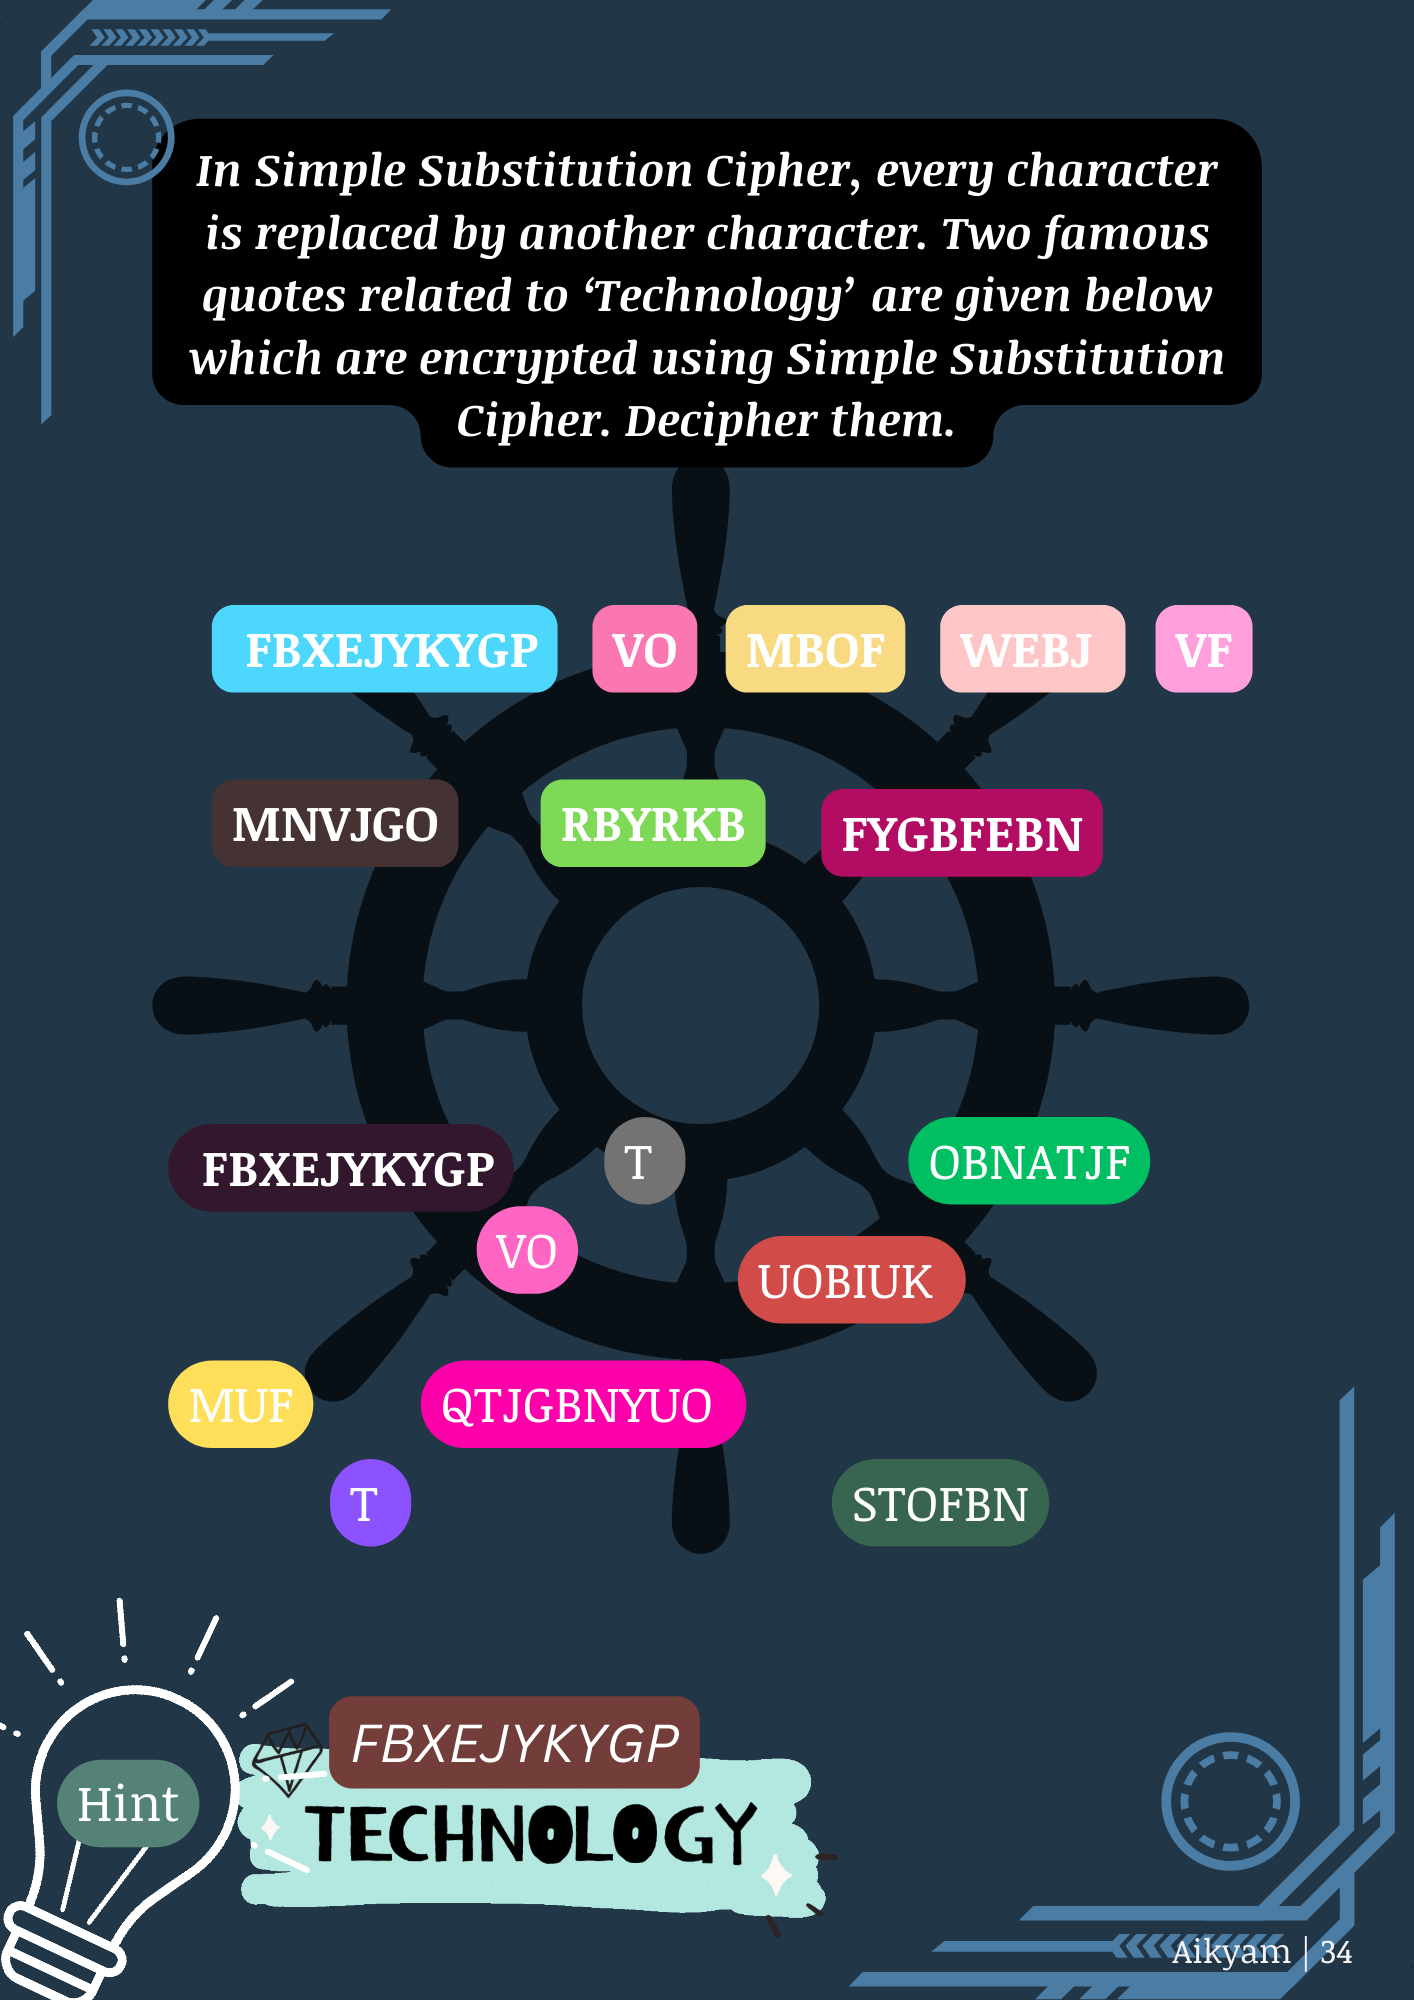 In Simple Substitution Cipher, every character
is replaced by another character. Two famous
quotes related to ‘Technology’ are given below
which are encrypted using Simple Substitution
Cipher. Decipher them.
FBXEJYKYGP VO MBOF WEBJ VF
MNVJGO RBYRKB FYGBFEBN
FBXEJYKYGP T OBNATJF
VO UOBIUK
MUF QTJGBNYUO
T STOFBN
FBXEJYKYGP
Hint
TECHNOLOGY
Aikyam | 34